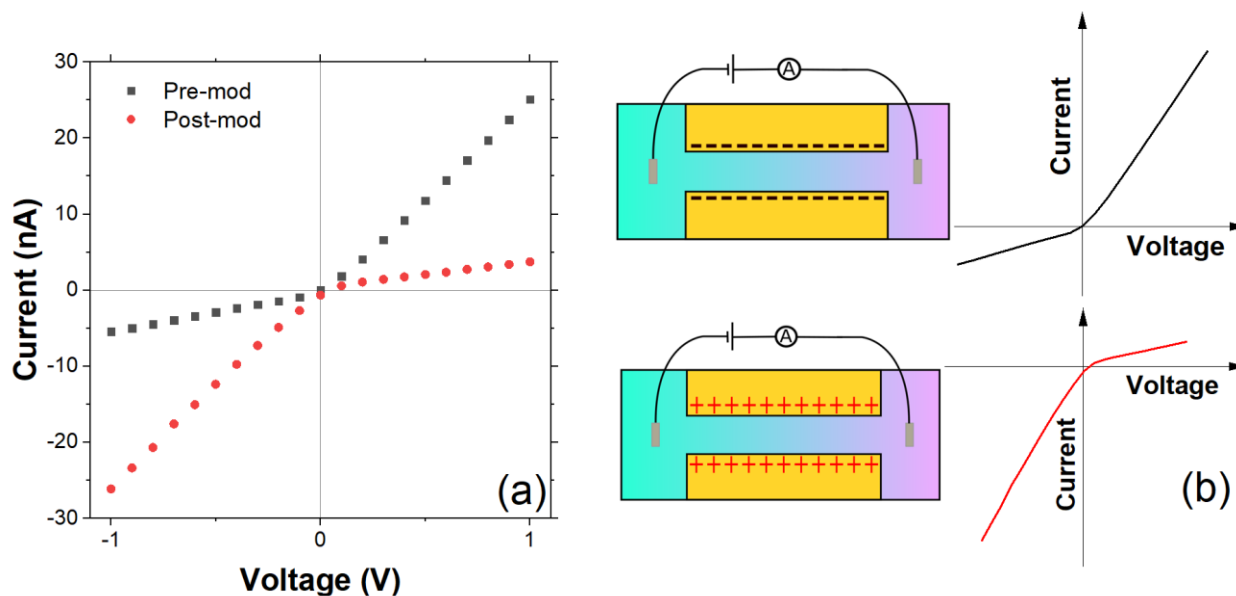 30
20
10
0
-10
-20
-30
Current (nA)
Pre-mod
Post-mod
-1
0
1
Voltage (V)
(a)
A
Current
Voltage
A
+ + + + + + + + + +
+ + + + + + + + + +
Voltage
Current
(b)